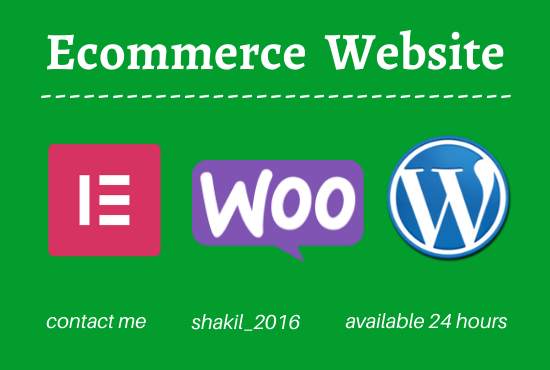 Ecommerce Website
WOO
W
contact me
shakil_2016
available 24 hours